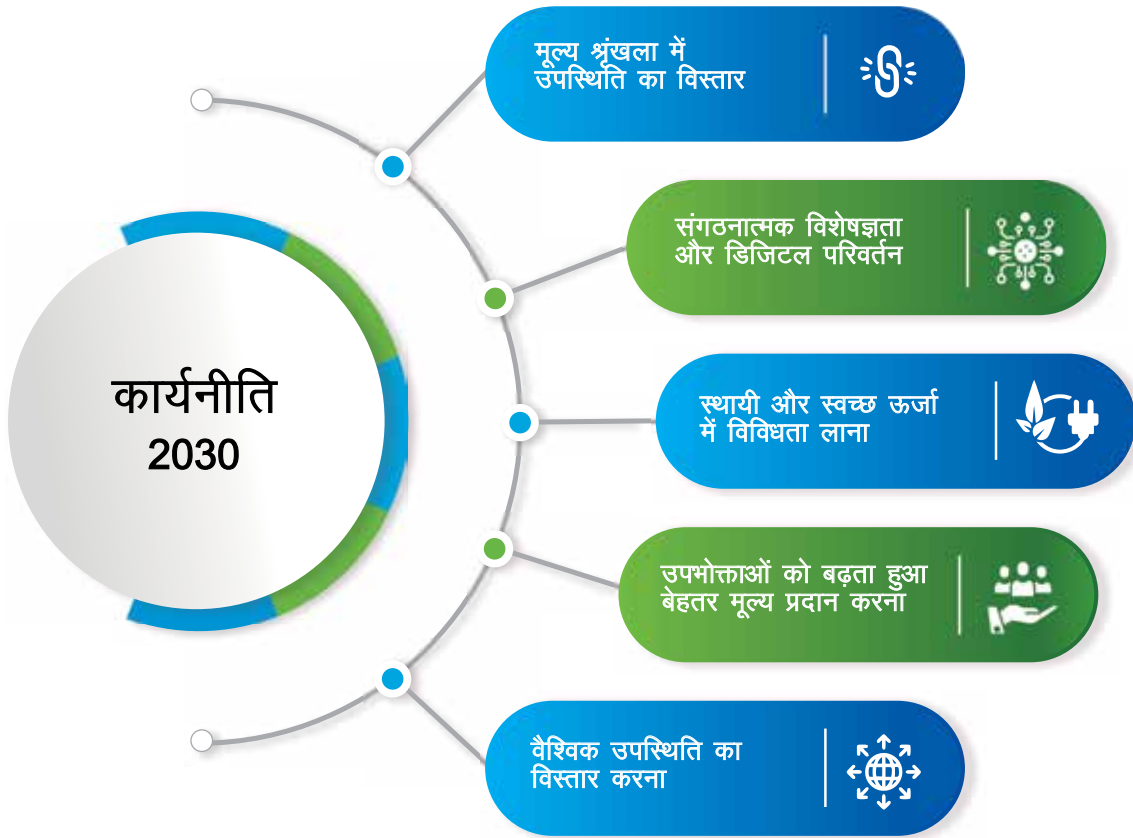 मूल्य श्रृंखला में
उपस्थिति का विस्तार
संगठनात्मक विशेषज्ञता
और डिजिटल परिवर्तन
कार्यनीति
2030
स्थायी और स्वच्छ ऊर्जा
में विविधता लाना
उपभोक्ताओं को बढ़ता हुआ
बेहतर मूल्य प्रदान करना
वैश्विक उपस्थिति का
विस्तार करना